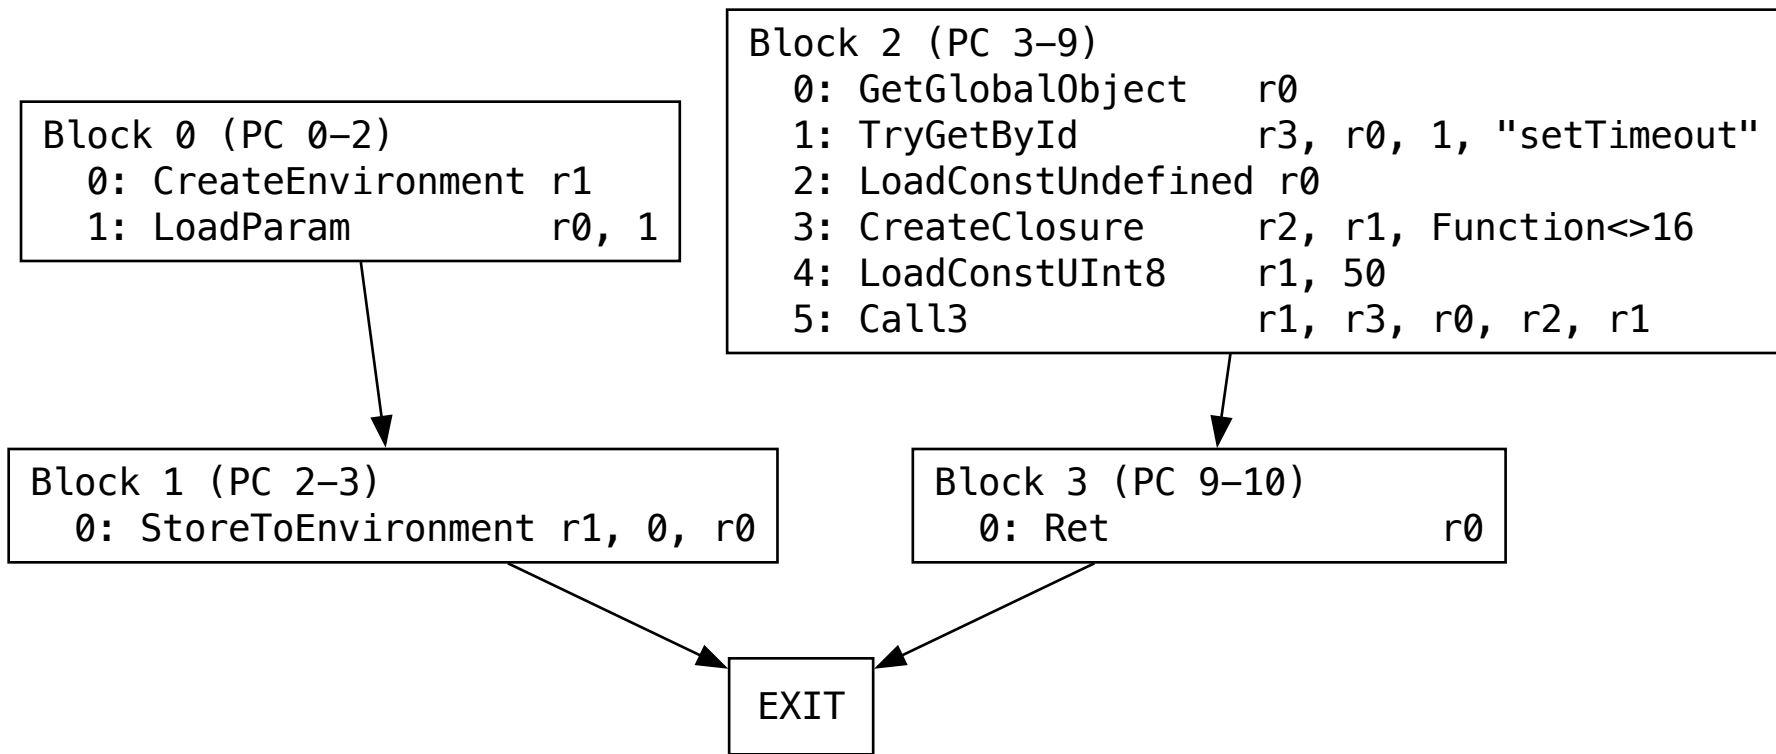 Block 0 (PC 0–2)
0: CreateEnvironment r1
1: LoadParam r0, 1
Block 2 (PC 3–9)
0: GetGlobalObject r0
1: TryGetById r3, r0, 1, "setTimeout"
2: LoadConstUndefined r0
3: CreateClosure r2, r1, Function<>16
4: LoadConstUInt8 r1, 50
5: Call3 r1, r3, r0, r2, r1
Block 1 (PC 2–3)
0: StoreToEnvironment r1, 0, r0
Block 3 (PC 9–10)
0: Ret r0
EXIT